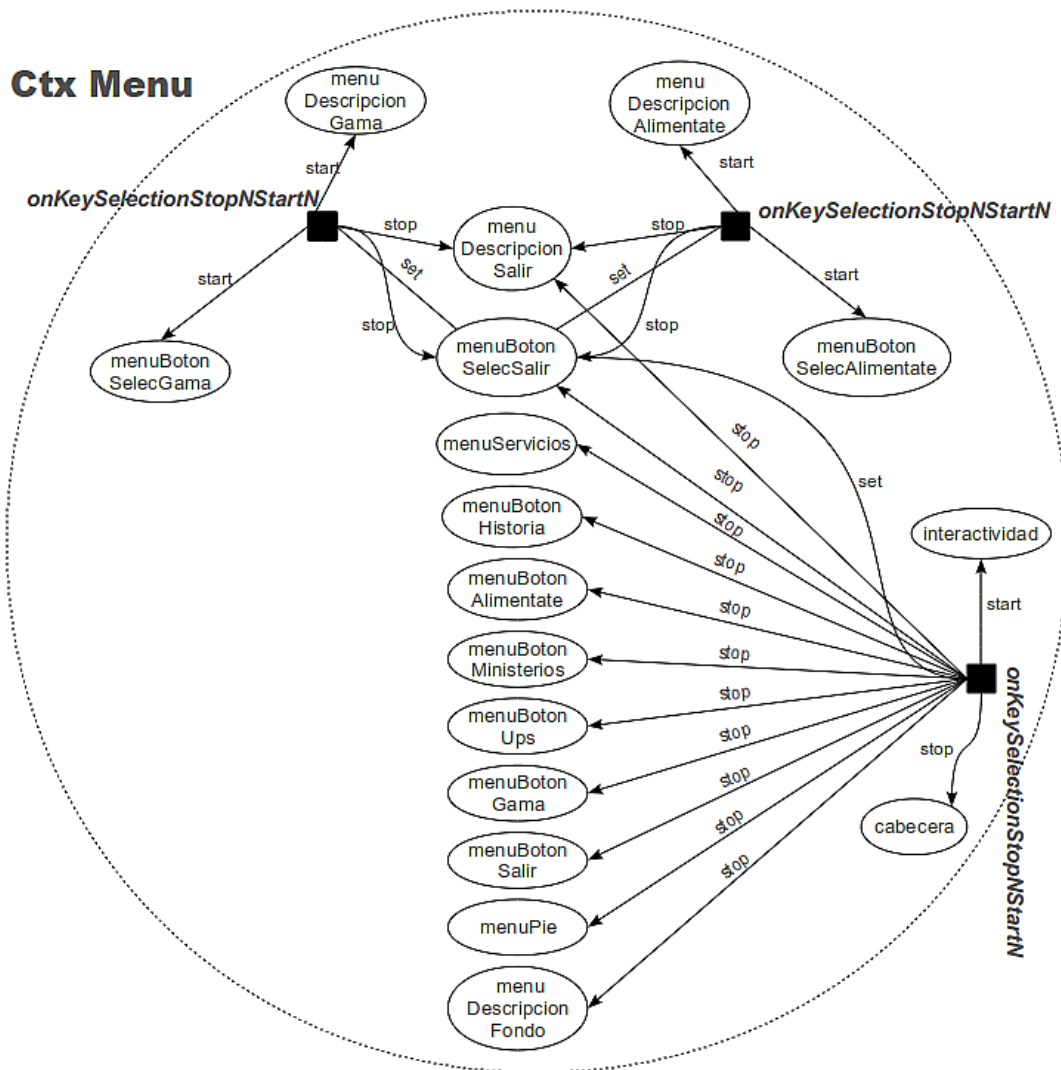 Ctx Menu
menu
Descripcion
Gama
menu
Descripcion
Alimentate
start
start
onKeySelectionStopNStartN
onKeySelectionStopNStartN
stop
menu
Descripcion
Salir
stop
start
set
set
start
stop
stop
menuBoton
SelecGama
menuBoton
SelecSalir
menuBoton
SelecAlimentate
menuServicios
stop
stop
set
menuBoton
Historia
stop
interactividad
menuBoton
Alimentate
stop
stop
start
menuBoton
Ministerios
stop
onKeySelectionStopNStartN
menuBoton
Ups
stop
stop
menuBoton
Gama
stop
stop
cabecera
menuBoton
Salir
stop
menuPie
stop
menu
Descripcion
Fondo